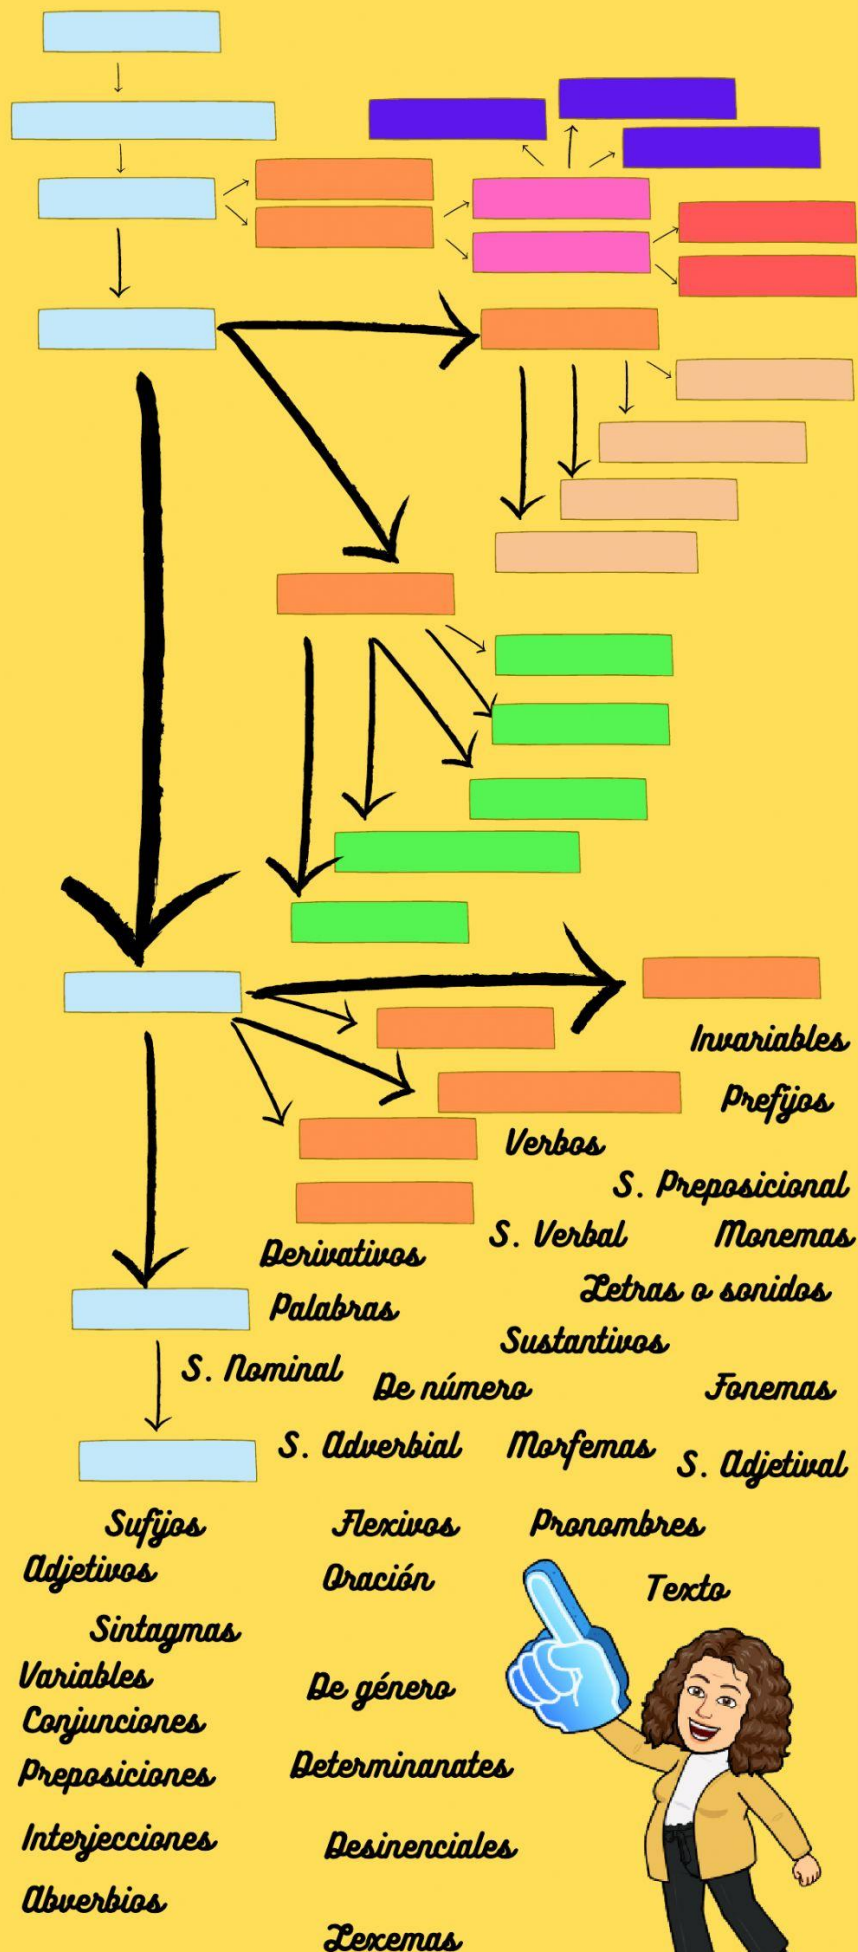 Invariables
Prefijos
Verbos
S. Preposicional
S. Verbal
Monemas
Derivativos
Letras o sonidos
Palabras
Sustantivos
S. Nominal
De número
Fonemas
S. Adverbial
Morfemas
S. Adjetival
Sufijos
Flexivos
Pronombres
Adjetivos
Oración
Texto
Sintagmas
Variables
De género
Conjunciones
Preposiciones
Determinanates
Interjecciones
Desinenciales
Abverbios
Lexemas